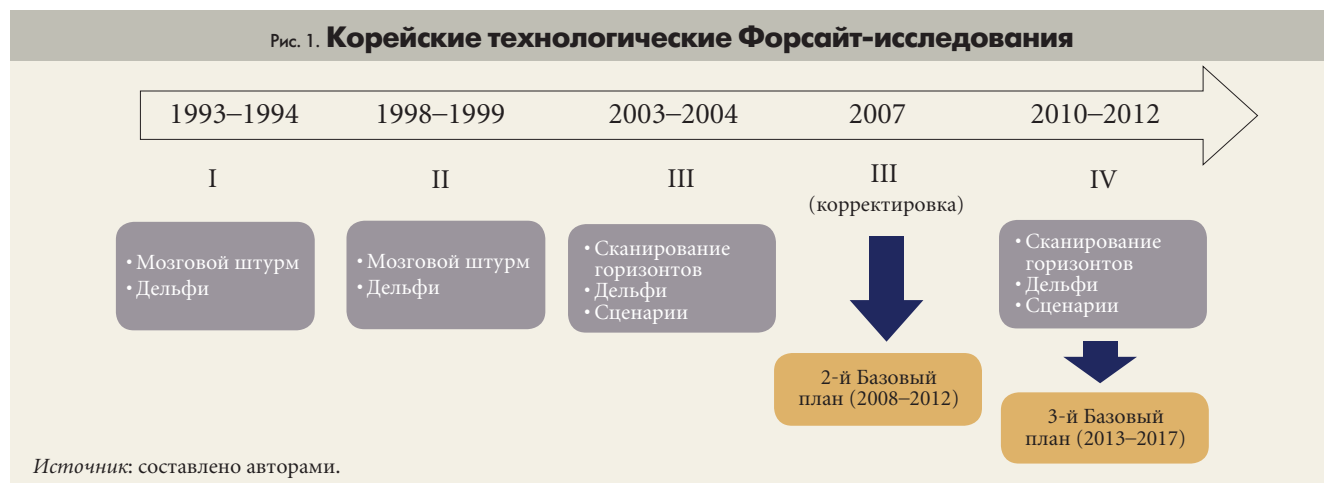 Рис. 1. Корейские технологические Форсайт-исследования
1993–1994
1998–1999
2003–2004
2007
2010–2012
I
II
III
III
(корректировка)
IV
• Мозговой штурм
• Дельфи
• Мозговой штурм
• Дельфи
• Сканирование
горизонтов
• Дельфи
• Сценарии
• Сканирование
горизонтов
• Дельфи
• Сценарии
2-й Базовый
план (2008–2012)
3-й Базовый
план (2013–2017)
Источник: составлено авторами.